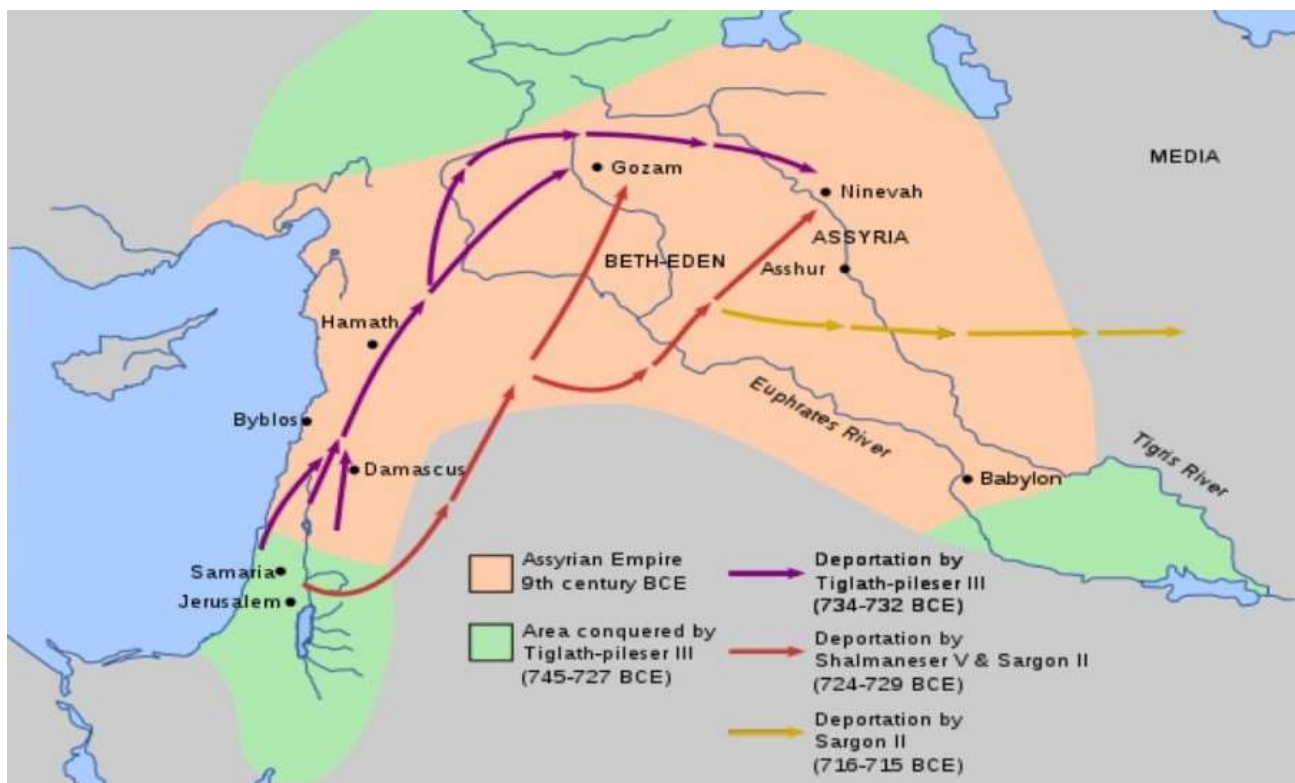 MEDIA
Gozam
Ninevah
ASSYRIA
BETH-EDEN
Asshur
Hamath
Byblos
Euphrates River
Tigris River
Damascus
Babylon
Samaria
Jerusalem
Assyrian Empire
9th century BCE
Area conquered by
Tiglath-pileser III
(745-727 BCE)
Deportation by
Tiglath-pileser III
(734-732 BCE)
Deportation by
Shalmaneser V & Sargon II
(724-729 BCE)
Deportation by
Sargon II
(716-715 BCE)